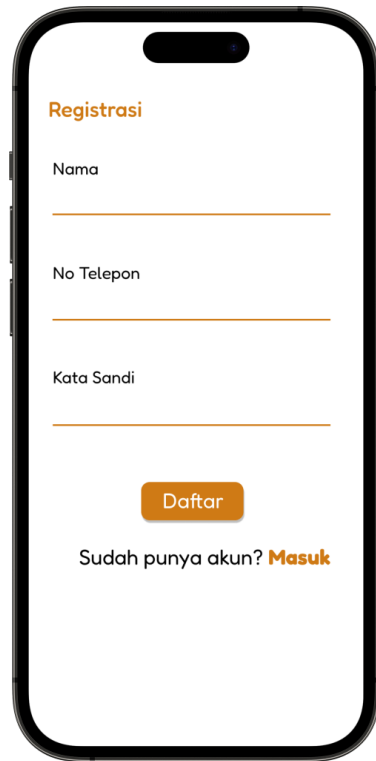 Registrasi
Nama
No Telepon
Kata Sandi
Daftar
Sudah punya akun? Masuk